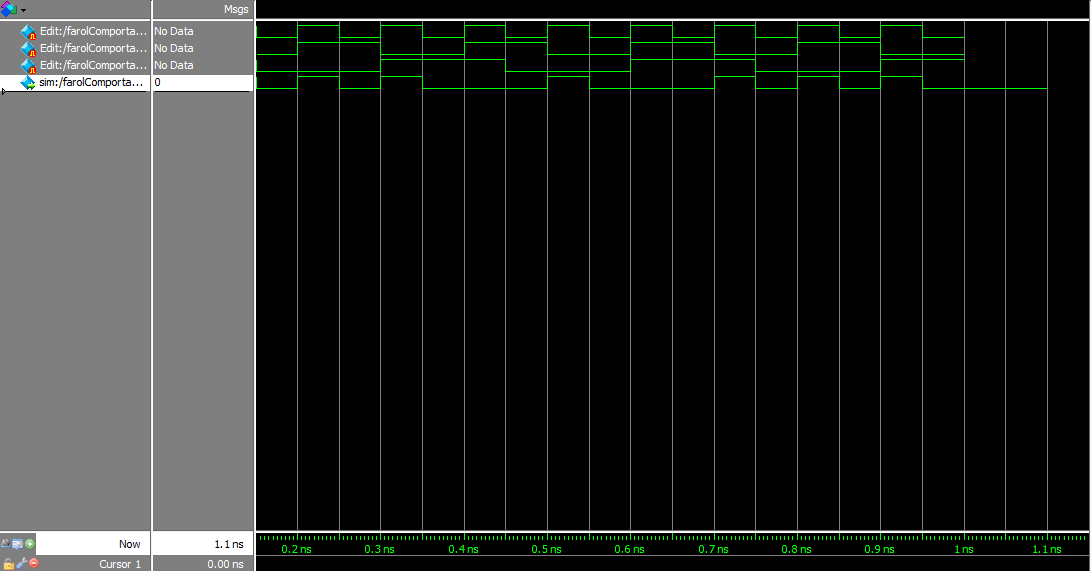 Msgs
Edit:/farolComporta... No Data
Edit:/farolComporta... No Data
Edit:/farolComporta... No Data
sim:/farolComporta... 0
Now 1.1 ns
0.2 ns 0.3 ns 0.4 ns 0.5 ns 0.6 ns 0.7 ns 0.8 ns 0.9 ns 1 ns 1.1 ns
Cursor 1 0.00 ns